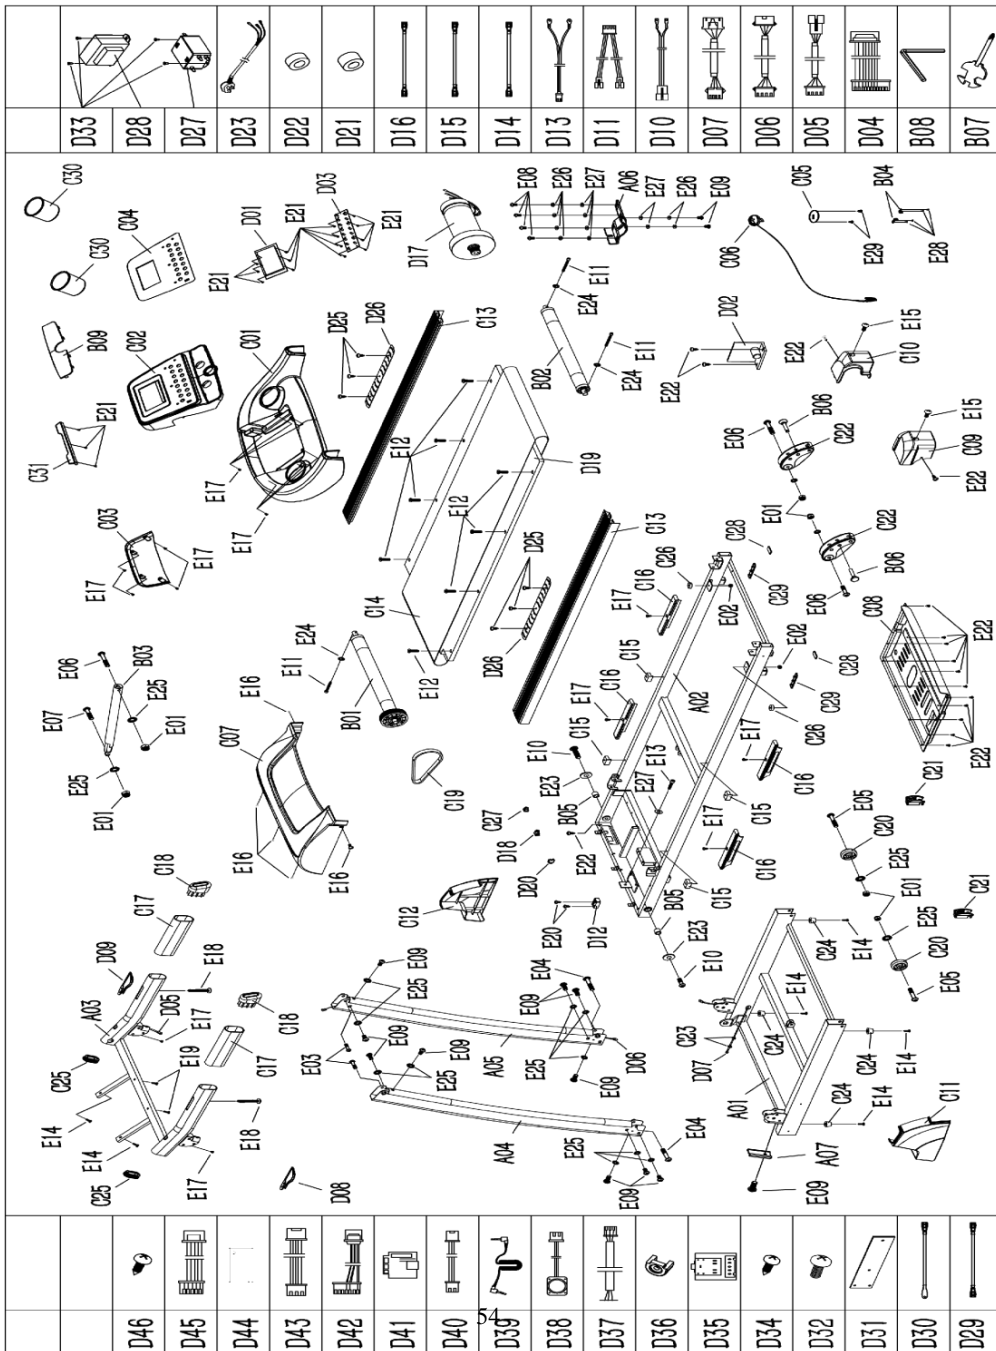 D33
D28
D27
D23
D22
D21
D16
D15
D14
D13
D11
D10
D07
D06
D05
D04
B08
B07
C30
C30
C04
D01
D03
E21
E21
E21
D17
E08
E26
E27
A06
E27
E26
E09
C06
C05
E29
B04
E28
B09
C02
C01
C31
E21
D25
D26
C13
E11
E24
B02
E11
E24
D02
E22
E22
E15
C10
C03
E17
E17
E17
E17
E12
E12
D19
E06
B06
C22
E15
C09
E22
C14
D25
C13
E01
C22
B06
E06
D26
E12
E24
E11
B01
C28
C26
C16
E17
C29
E02
C08
E02
C28
C29
C26
E22
E22
E06
B03
E07
E25
E01
E25
E01
E16
C07
C19
C15
C16
E17
C15
A02
E10
E23
B05
E13
E27
E17
C16
C15
E17
C16
C15
C21
E05
C20
E25
E01
C21
E25
C20
E05
E16
E16
C27
D18
D20
E22
C12
E20
D12
B05
E23
E10
C18
C17
D09
E18
A03
D05
E17
C18
C25
E19
C17
E14
E18
E14
C25
E17
D08
E09
E25
E04
E09
E09
E03
E09
E25
A05
E25
D06
E09
A04
E25
E04
E09
C24
E14
E14
C23
C24
D07
C24
E14
A01
C24
E14
C11
A07
E09
D46
D45
D44
D43
D42
D41
D40
D39
54
D38
D37
D36
D35
D34
D32
D31
D30
D29